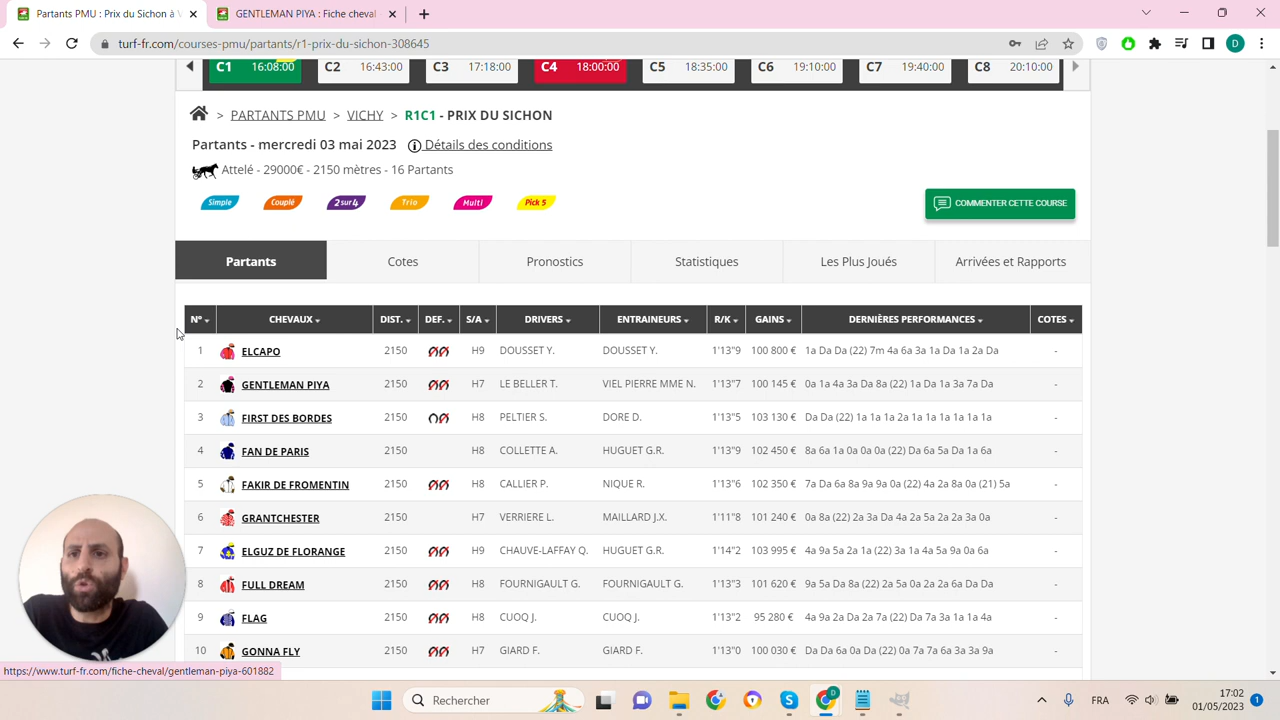 Partants PMU : Prix du Sichon à V
GENTLEMAN PIYA : Fiche cheval
turf-fr.com/courses-pmu/partants/r1-prix-du-sichon-308645
D
C1 16:08:00 C2 16:43:00 C3 17:18:00 C4 18:00:00 C5 18:35:00 C6 19:10:00 C7 19:40:00 C8 20:10:00
> PARTANTS PMU > VICHY > R1C1 - PRIX DU SICHON
Partants - mercredi 03 mai 2023 Détails des conditions
Attelé - 29000€ - 2150 mètres - 16 Partants
Simple Couplé 2sur4 Trio Multi Pick 5
COMMENTER CETTE COURSE
Partants Cotes Pronostics Statistiques Les Plus Joués Arrivées et Rapports
N° CHEVAUX DIST. DEF. S/A DRIVERS ENTRAINEURS R/K GAINS DERNIÈRES PERFORMANCES COTES
1 ELCAPO 2150 H9 DOUSSET Y. DOUSSET Y. 1'13"9 100 800 € 1a Da Da (22) 7m 4a 6a 3a 1a Da 1a 2a Da -
2 GENTLEMAN PIYA 2150 H7 LE BELLER T. VIEL PIERRE MME N. 1'13"7 100 145 € 0a 1a 4a 3a Da 8a (22) 1a Da 1a 3a 7a Da -
3 FIRST DES BORDES 2150 H8 PELTIER S. DORE D. 1'13"5 103 130 € Da Da (22) 1a 1a 1a 2a 1a 1a 1a 1a 1a 1a -
4 FAN DE PARIS 2150 H8 COLLETTE A. HUGUET G.R. 1'13"9 102 450 € 8a 6a 1a 0a 0a 0a (22) Da 6a 5a Da 1a 6a -
5 FAKIR DE FROMENTIN 2150 H8 CALLIER P. NIQUE R. 1'13"6 102 350 € 7a Da 6a 8a 9a 9a 0a (22) 4a 2a 8a 0a (21) 5a -
6 GRANTCHESTER 2150 H7 VERRIERE L. MAILLARD J.X. 1'11"8 101 240 € 0a 8a (22) 2a 3a Da 4a 2a 5a 2a 2a 3a 0a -
7 ELGUZ DE FLORANGE 2150 H9 CHAUVE-LAFFAY Q. HUGUET G.R. 1'14"2 103 995 € 4a 9a 5a 2a 1a (22) 3a 1a 4a 5a 9a 0a 6a -
8 FULL DREAM 2150 H8 FOURNIGAULT G. FOURNIGAULT G. 1'13"3 101 620 € 9a 5a Da 8a (22) 2a 5a 0a 2a 2a 6a Da Da -
9 FLAG 2150 H8 CUOQ J. CUOQ J. 1'13"2 95 280 € 4a 9a 2a Da 2a 7a (22) Da 7a 3a 1a 1a 4a -
10 GONNA FLY 2150 H7 GIARD F. GIARD F. 1'13"0 100 030 € Da Da 6a 0a Da (22) 0a 7a 7a 6a 3a 3a 9a -
https://www.turf-fr.com/fiche-cheval/gentleman-piya-601882
Rechercher
FRA
17:02
01/05/2023
1